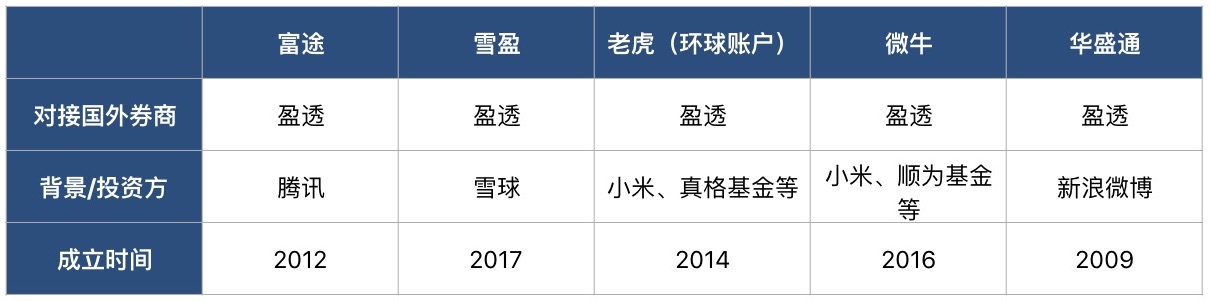 富途 雪盈 老虎（环球账户） 微牛 华盛通
对接国外券商 盈透 盈透 盈透 盈透 盈透
背景/投资方 腾讯 雪球 小米、真格基金等 小米、顺为基金
等 新浪微博
成立时间 2012 2017 2014 2016 2009